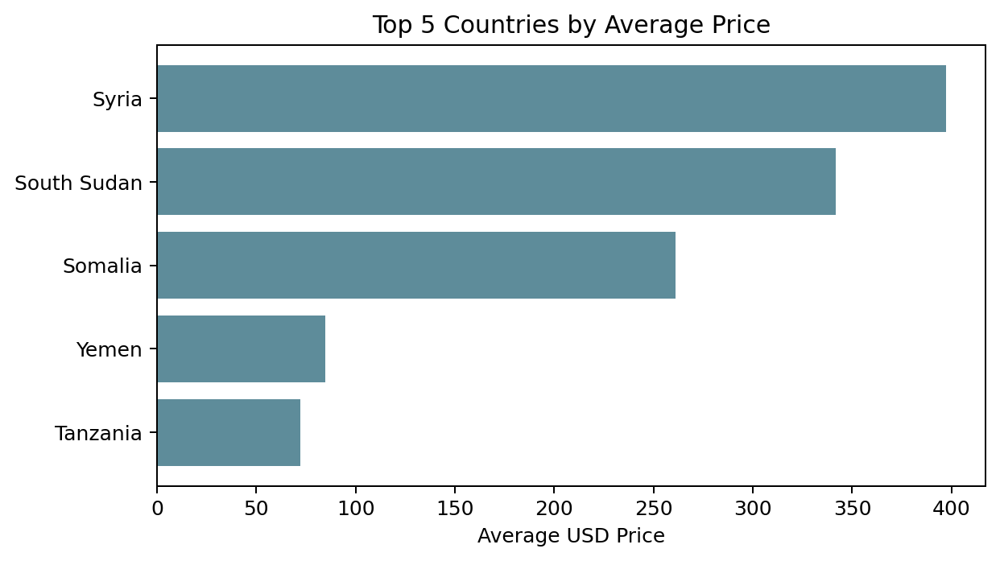 Top 5 Countries by Average Price
Syria
South Sudan
Somalia
Yemen
Tanzania
0 50 100 150 200 250 300 350 400
Average USD Price